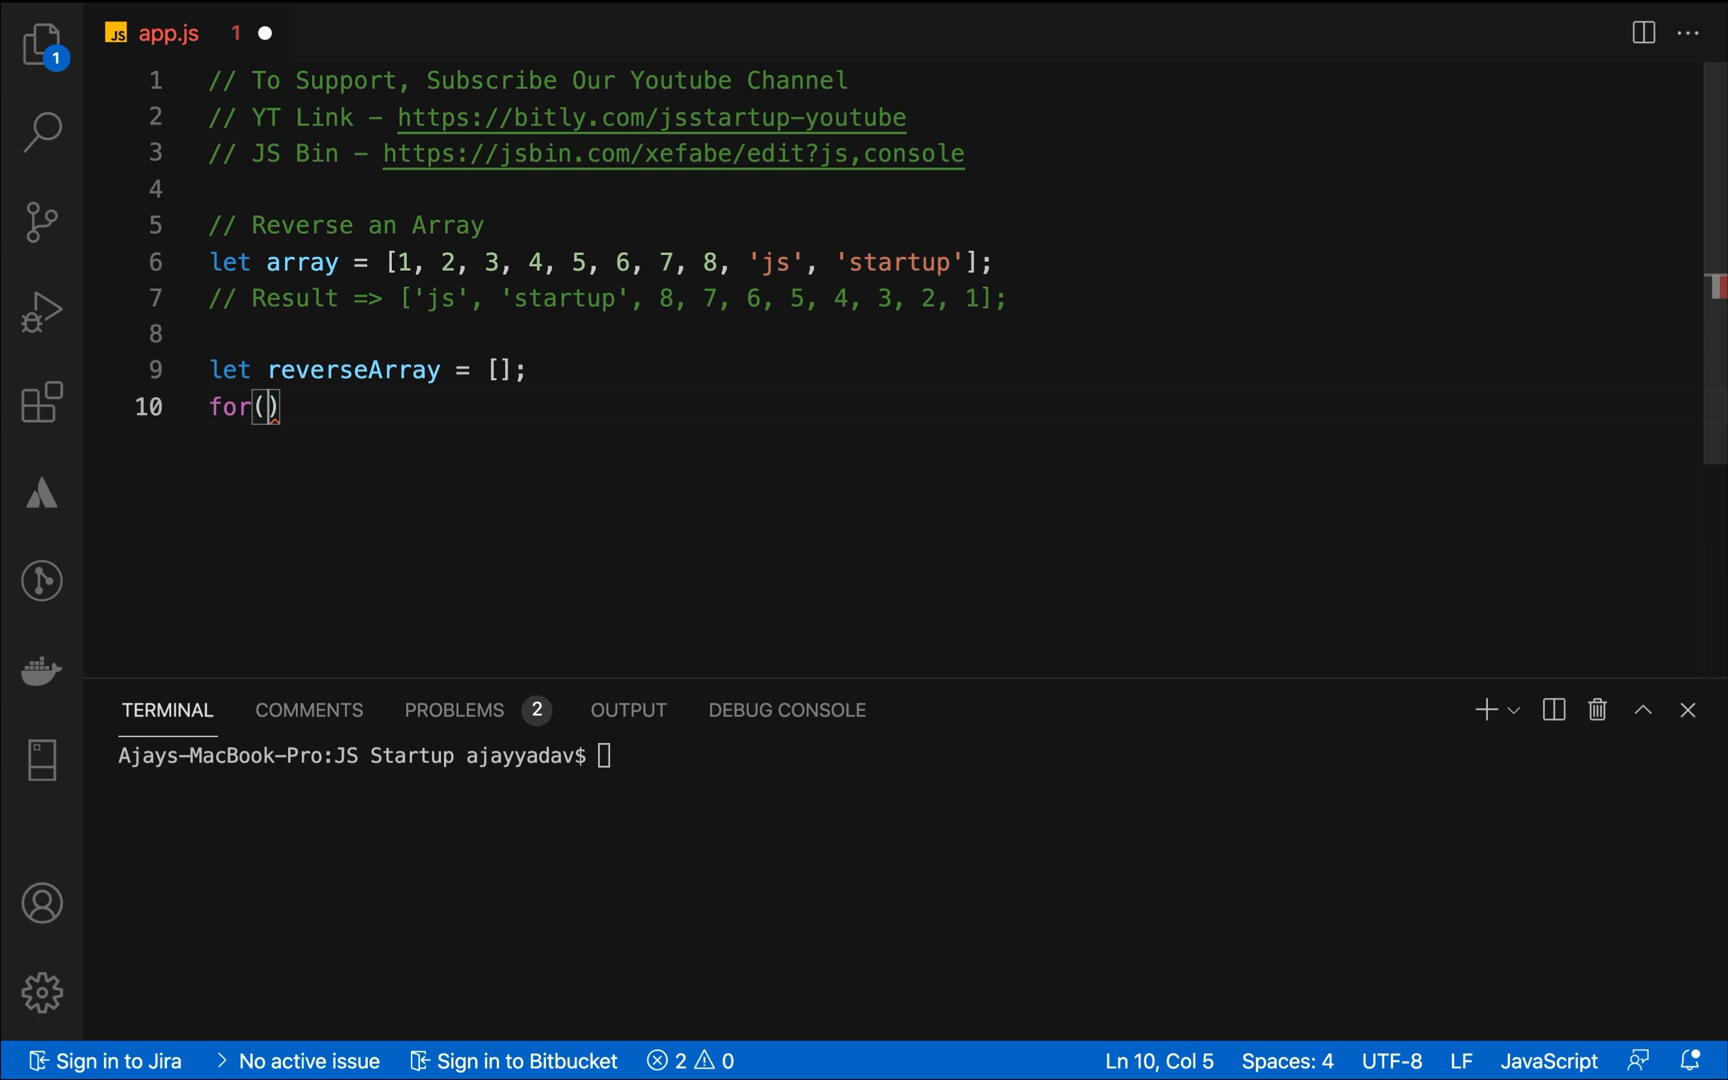 JS app.js 1
1
1 // To Support, Subscribe Our Youtube Channel
2 // YT Link - https://bitly.com/jsstartup-youtube
3 // JS Bin - https://jsbin.com/xefabe/edit?js,console
4
5 // Reverse an Array
6 let array = [1, 2, 3, 4, 5, 6, 7, 8, 'js', 'startup'];
7 // Result => ['js', 'startup', 8, 7, 6, 5, 4, 3, 2, 1];
8
9 let reverseArray = [];
10 for()
TERMINAL COMMENTS PROBLEMS 2 OUTPUT DEBUG CONSOLE
Ajays-MacBook-Pro:JS Startup ajayyadav$
Sign in to Jira No active issue Sign in to Bitbucket 2 0 Ln 10, Col 5 Spaces: 4 UTF-8 LF JavaScript